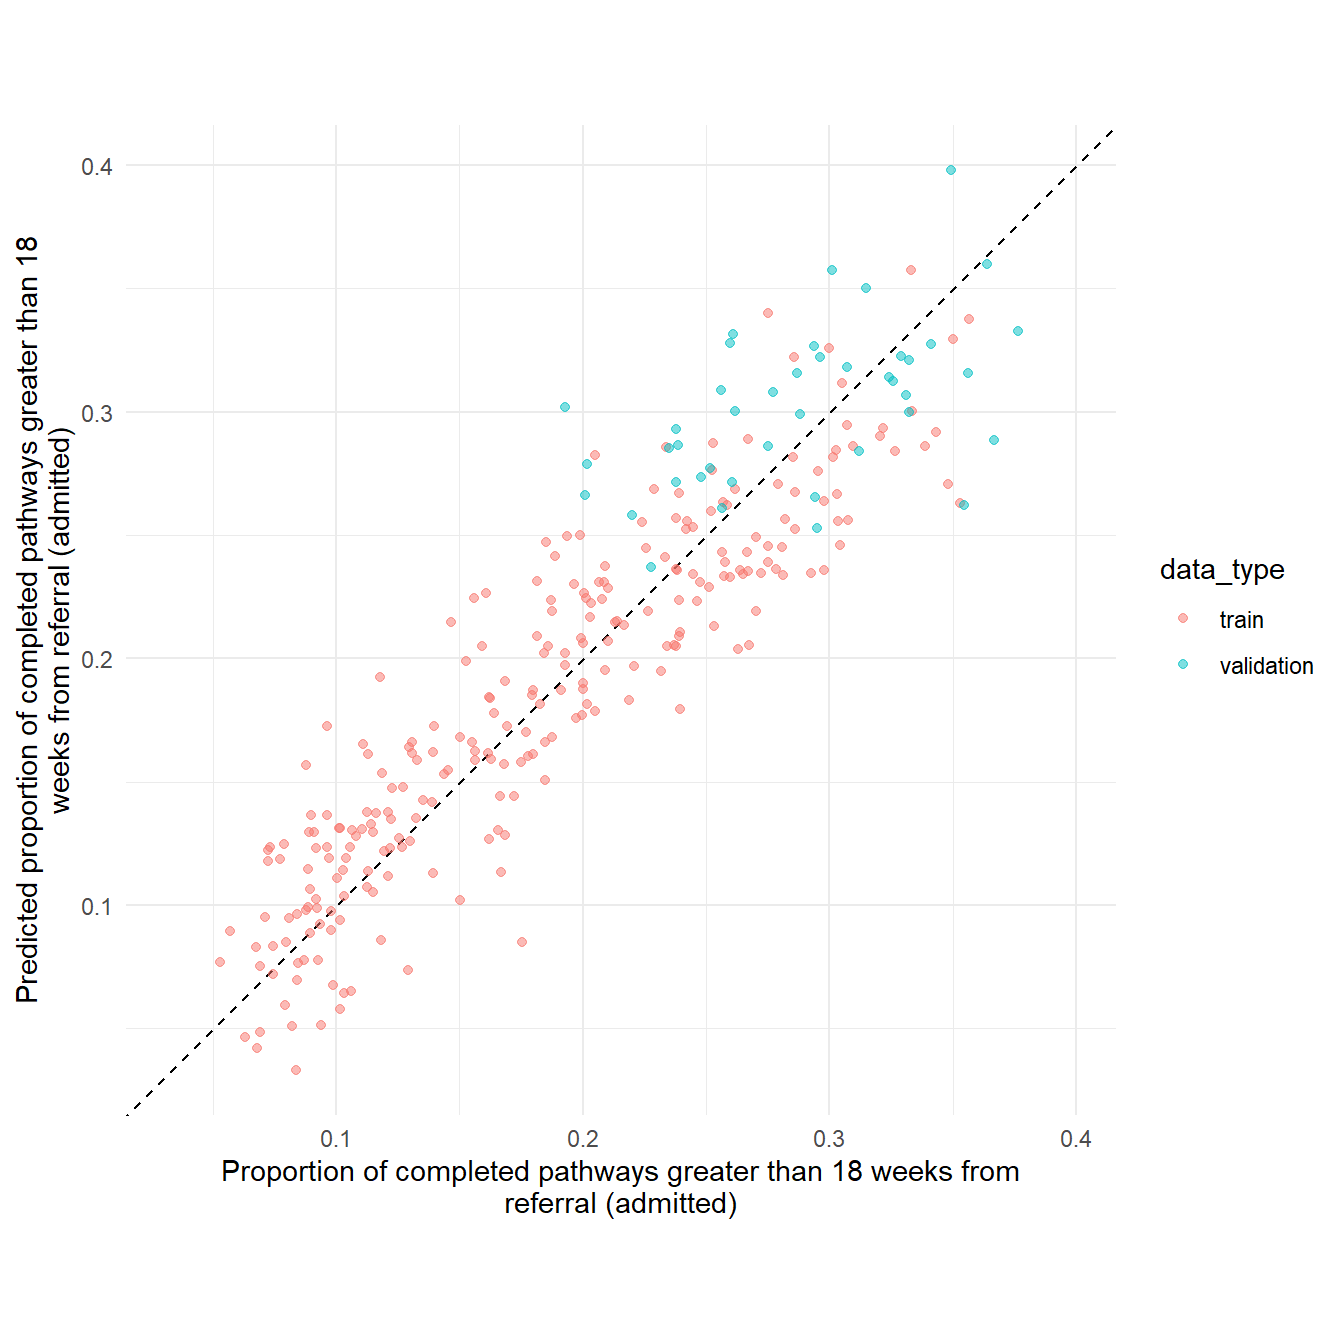 Predicted proportion of completed pathways greater than 18
weeks from referral (admitted)
0.4
0.3
0.2
0.1
0.1 0.2 0.3 0.4
Proportion of completed pathways greater than 18 weeks from
referral (admitted)
data_type
train
validation